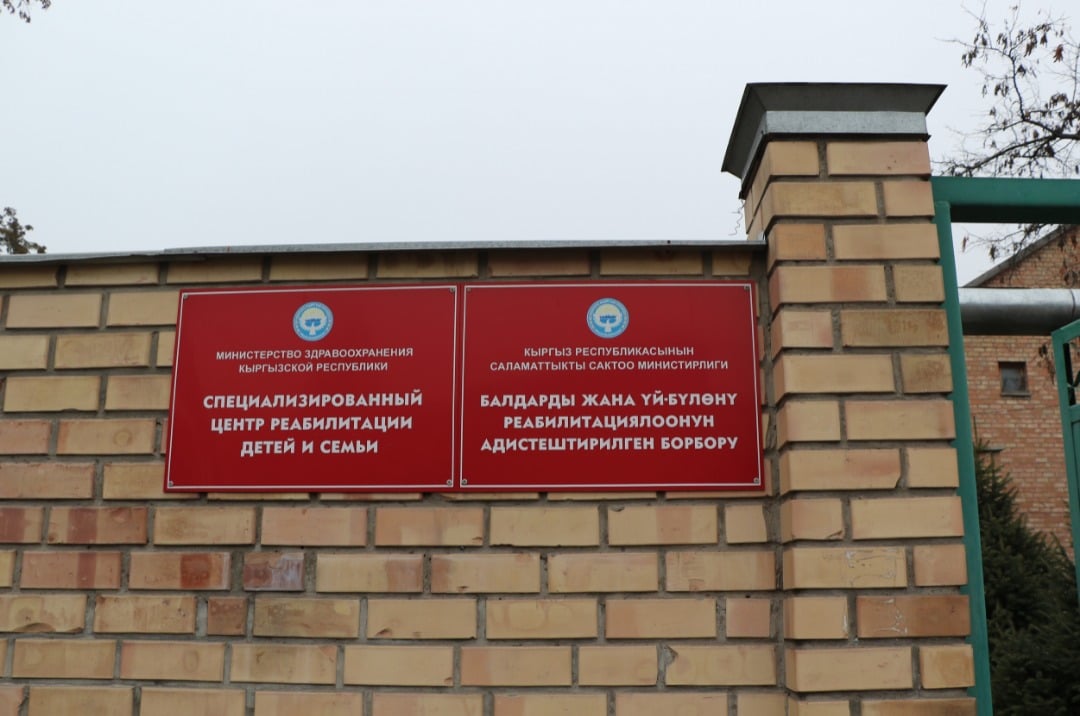 МИНИСТЕРСТВО ЗДРАВООХРАНЕНИЯ
КЫРГЫЗСКОЙ РЕСПУБЛИКИ
СПЕЦИАЛИЗИРОВАННЫЙ
ЦЕНТР РЕАБИЛИТАЦИИ
ДЕТЕЙ И СЕМЬИ
КЫРГЫЗ РЕСПУБЛИКАСЫНЫН
САЛАМАТТЫКТЫ САКТОО МИНИСТИРЛИГИ
БАЛДАРДЫ ЖАНА ҮЙ-БҮЛӨНҮ
РЕАБИЛИТАЦИЯЛООНУН
АДИСТЕШТИРИЛГЕН БОРБОРУ